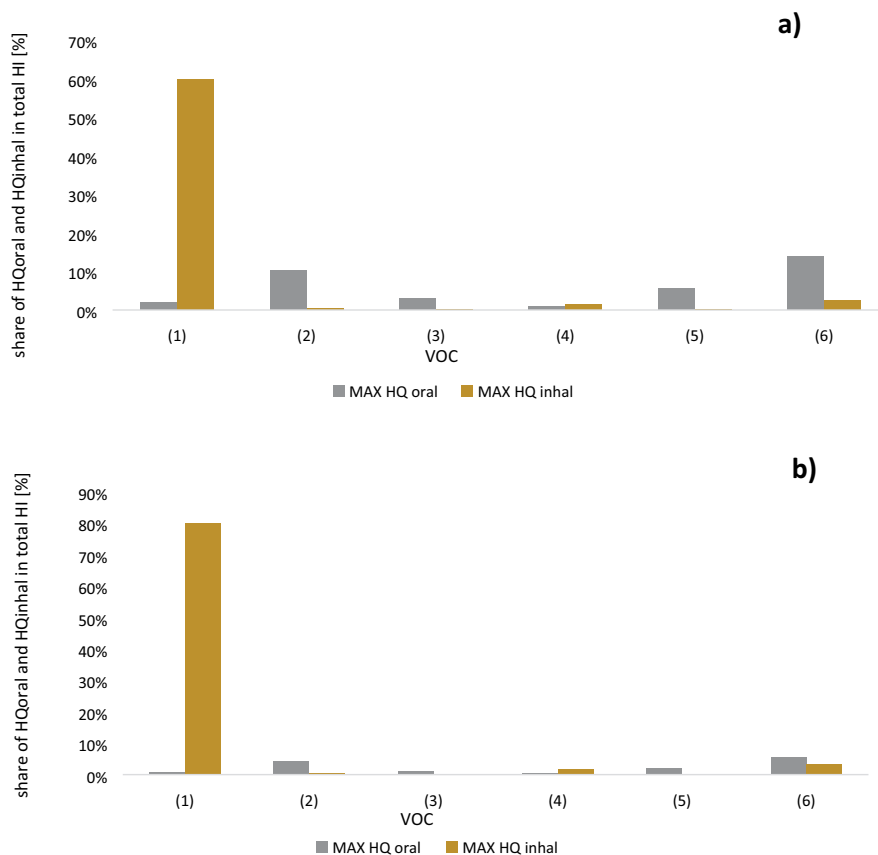 a)
share of HQoral and HQinhal in total HI [%]
70%
60%
50%
40%
30%
20%
10%
0%
(1) (2) (3) (4) (5) (6)
VOC
MAX HQ oral MAX HQ inhal
b)
share of HQoral and HQinhal in total HI [%]
90%
80%
70%
60%
50%
40%
30%
20%
10%
0%
(1) (2) (3) (4) (5) (6)
VOC
MAX HQ oral MAX HQ inhal